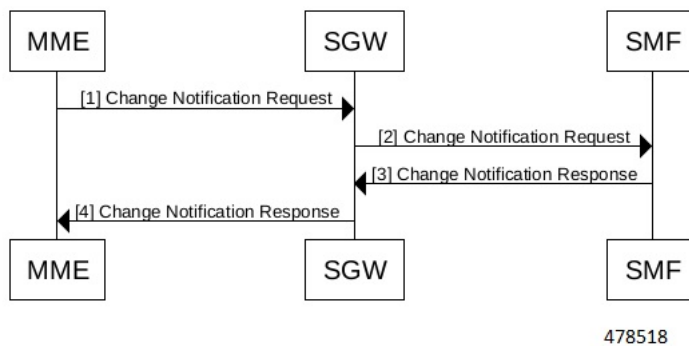 MME SGW SMF
[1] Change Notification Request
[2] Change Notification Request
[3] Change Notification Response
[4] Change Notification Response
MME SGW SMF
478518